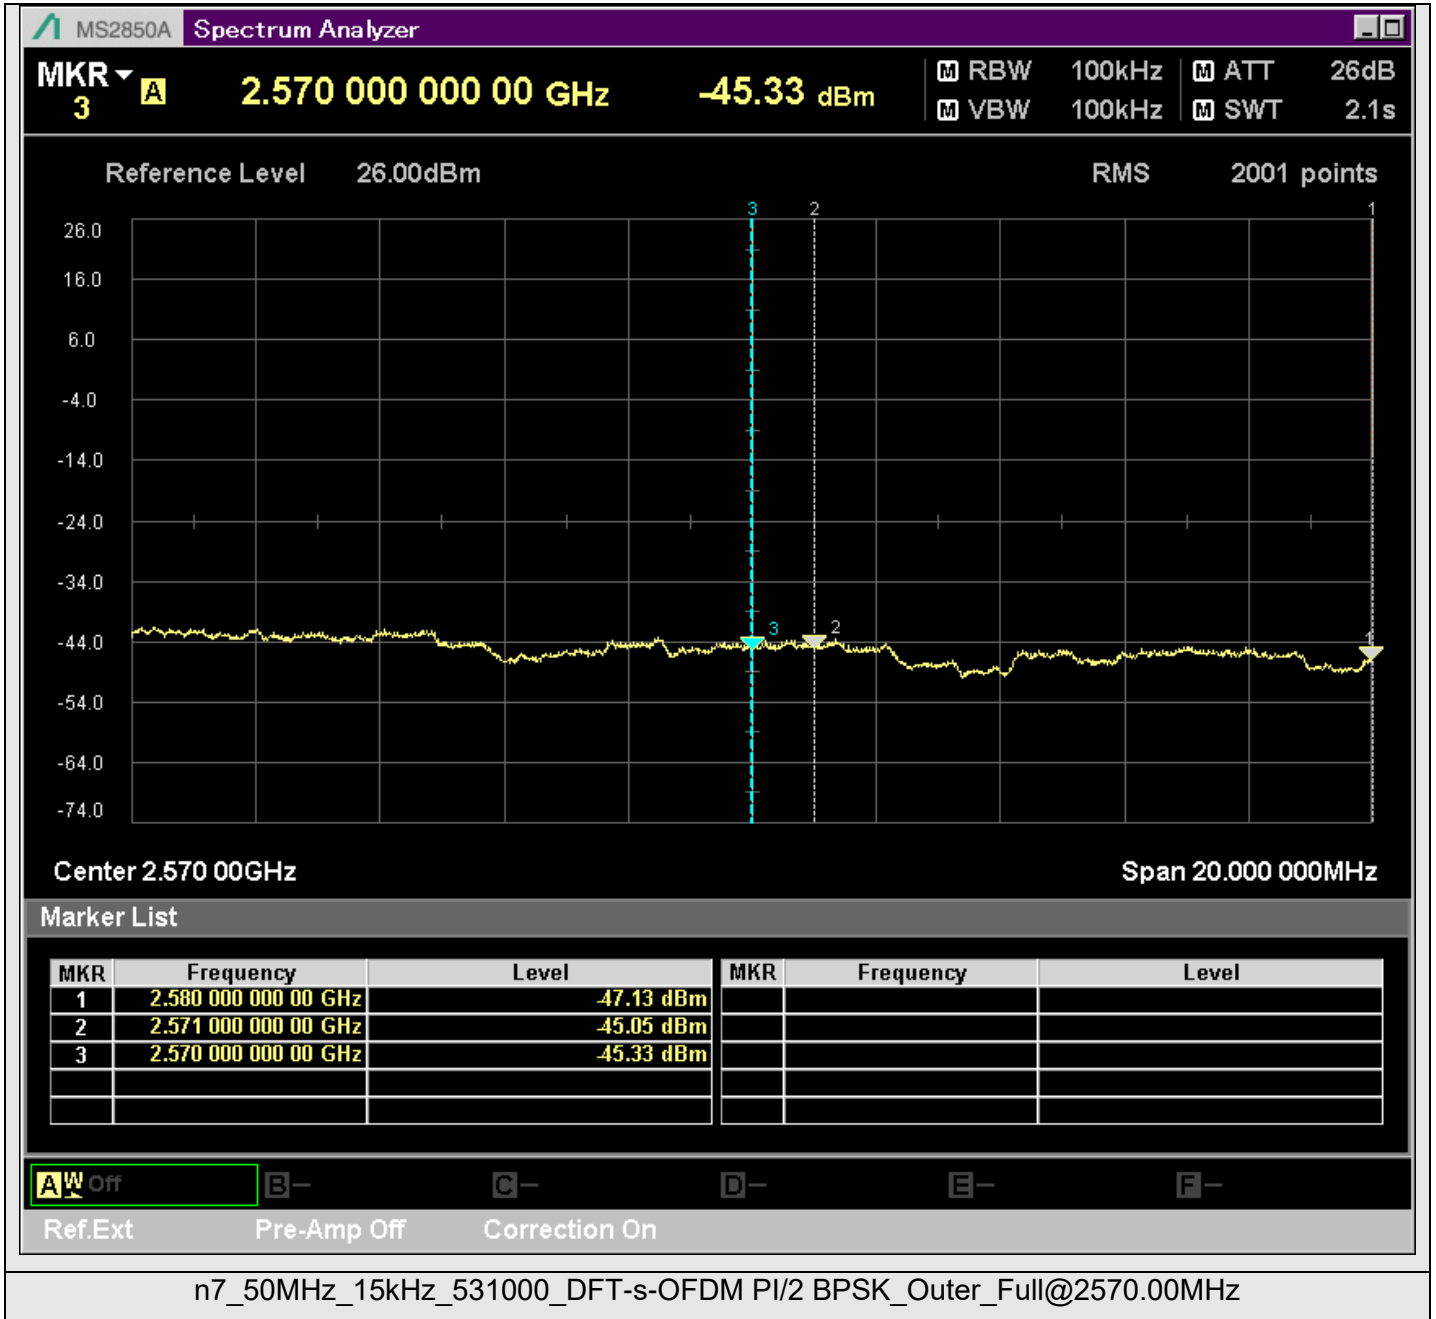 MS2850A Spectrum Analyzer
MKR A 2.570 000 000 00 GHz -45.33 dBm M RBW 100kHz M ATT 26dB
3 M VBW 100kHz M SWT 2.1s
Reference Level 26.00dBm RMS 2001 points
3 2 1
26.0
16.0
6.0
-4.0
-14.0
-24.0
-34.0
3 2 1
-44.0
-54.0
-64.0
-74.0
Center 2.570 00GHz Span 20.000 000MHz
Marker List
MKR Frequency Level MKR Frequency Level
1 2.580 000 000 00 GHz -47.13 dBm
2 2.571 000 000 00 GHz -45.05 dBm
3 2.570 000 000 00 GHz -45.33 dBm
A W Off B – C – D – E – F –
Ref.Ext Pre-Amp Off Correction On
n7_50MHz_15kHz_531000_DFT-s-OFDM PI/2 BPSK_Outer_Full@2570.00MHz